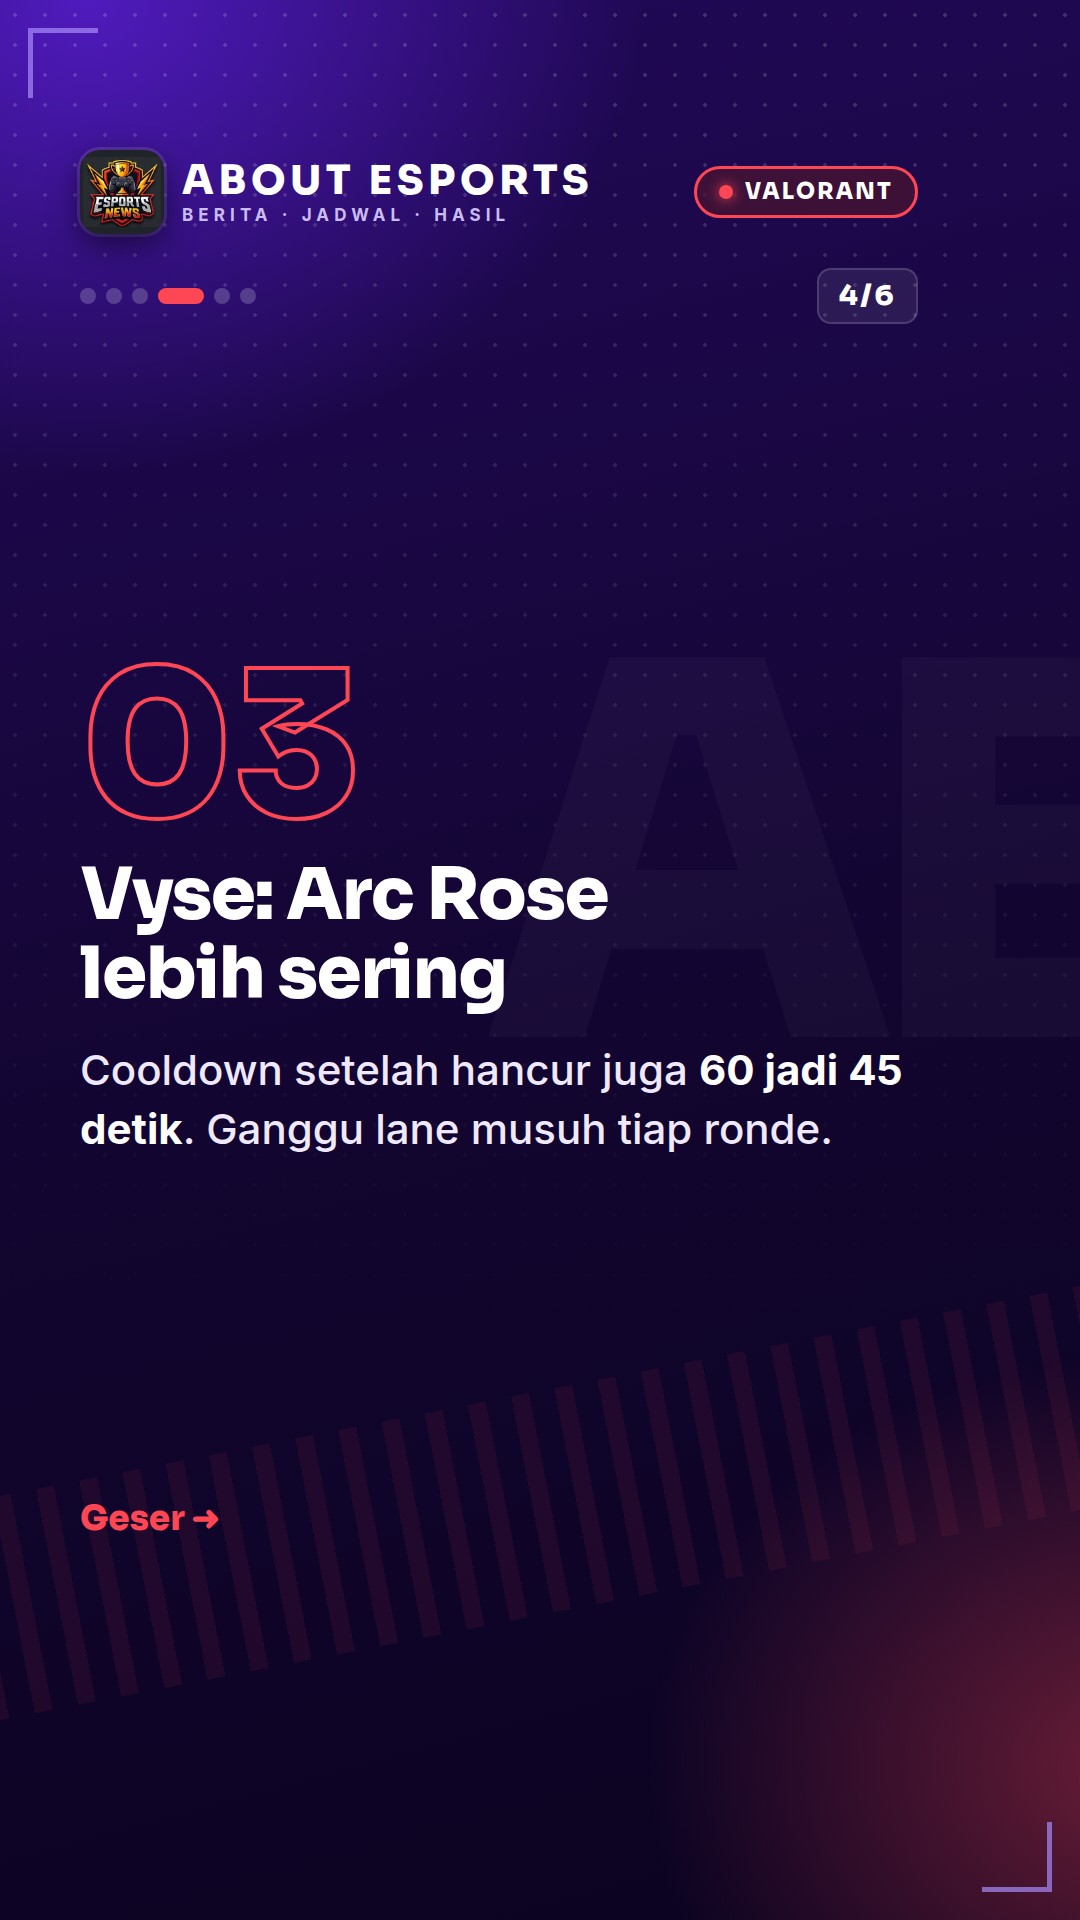 ESPORTS
NEWS
ABOUT ESPORTS
BERITA · JADWAL · HASIL
VALORANT
4/6
AE
03
Vyse: Arc Rose
lebih sering
Cooldown setelah hancur juga 60 jadi 45
detik. Ganggu lane musuh tiap ronde.
Geser →